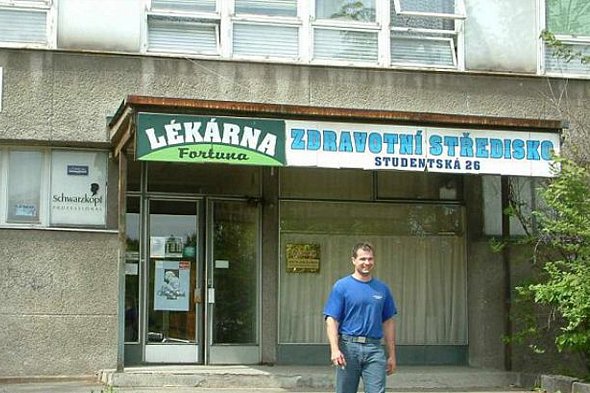 LÉKÁRNA
Fortuna
ZDRAVOTNÍ STŘEDISKO
STUDENTSKÁ 26
Schwarzkopf
PROFESSIONAL